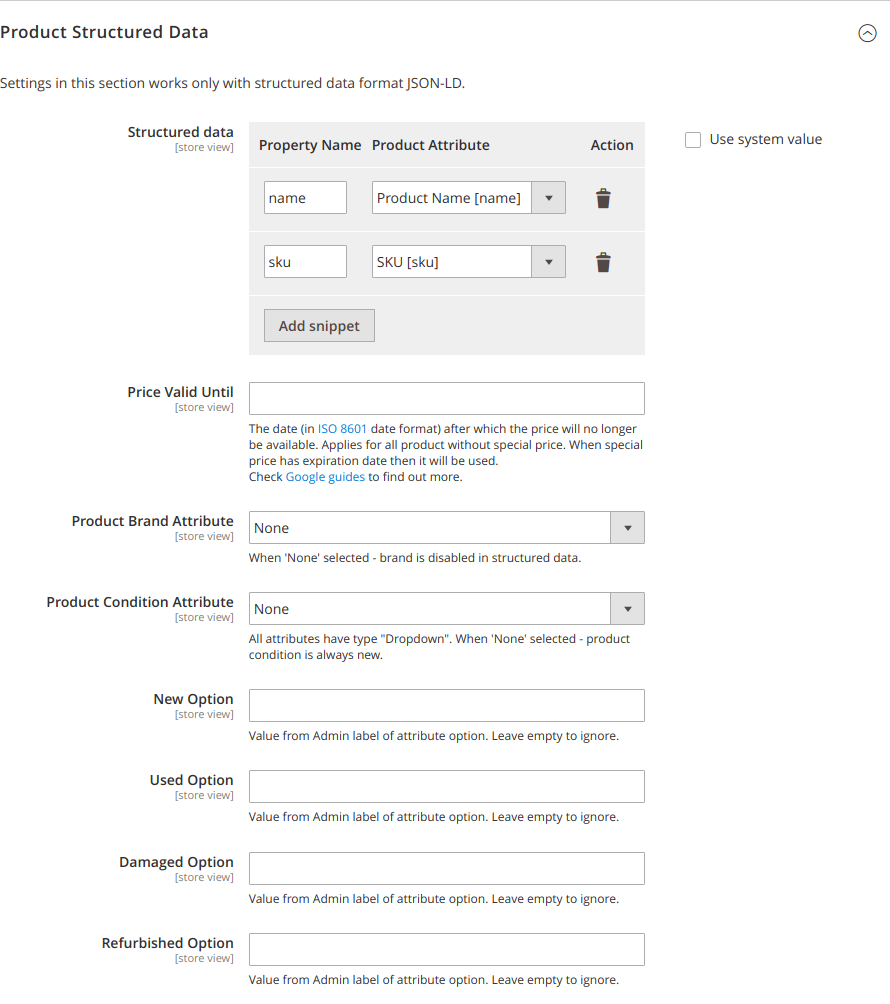 Product Structured Data
Settings in this section works only with structured data format JSON-LD.
Structured data
[store view]
Property Name Product Attribute Action
Use system value
name Product Name [name]
sku SKU [sku]
Add snippet
Price Valid Until
[store view]
The date (in ISO 8601 date format) after which the price will no longer
be available. Applies for all product without special price. When special
price has expiration date then it will be used.
Check Google guides to find out more.
Product Brand Attribute
[store view]
None
When 'None' selected - brand is disabled in structured data.
Product Condition Attribute
[store view]
None
All attributes have type "Dropdown". When 'None' selected - product
condition is always new.
New Option
[store view]
Value from Admin label of attribute option. Leave empty to ignore.
Used Option
[store view]
Value from Admin label of attribute option. Leave empty to ignore.
Damaged Option
[store view]
Value from Admin label of attribute option. Leave empty to ignore.
Refurbished Option
[store view]
Value from Admin label of attribute option. Leave empty to ignore.